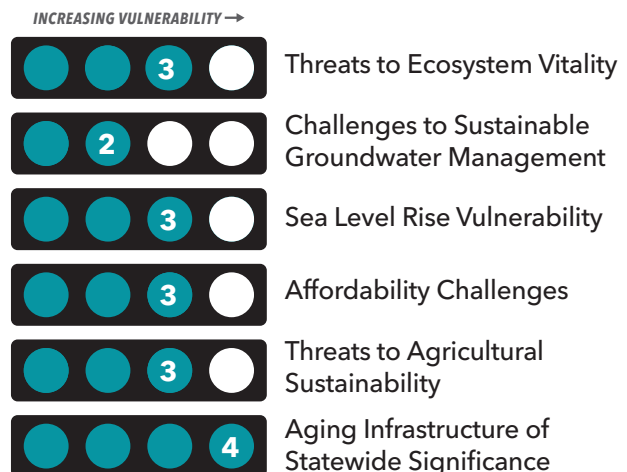 INCREASING VULNERABILITY →
3 Threats to Ecosystem Vitality
2 Challenges to Sustainable
Groundwater Management
3 Sea Level Rise Vulnerability
3 Affordability Challenges
3 Threats to Agricultural
Sustainability
4 Aging Infrastructure of
Statewide Significance